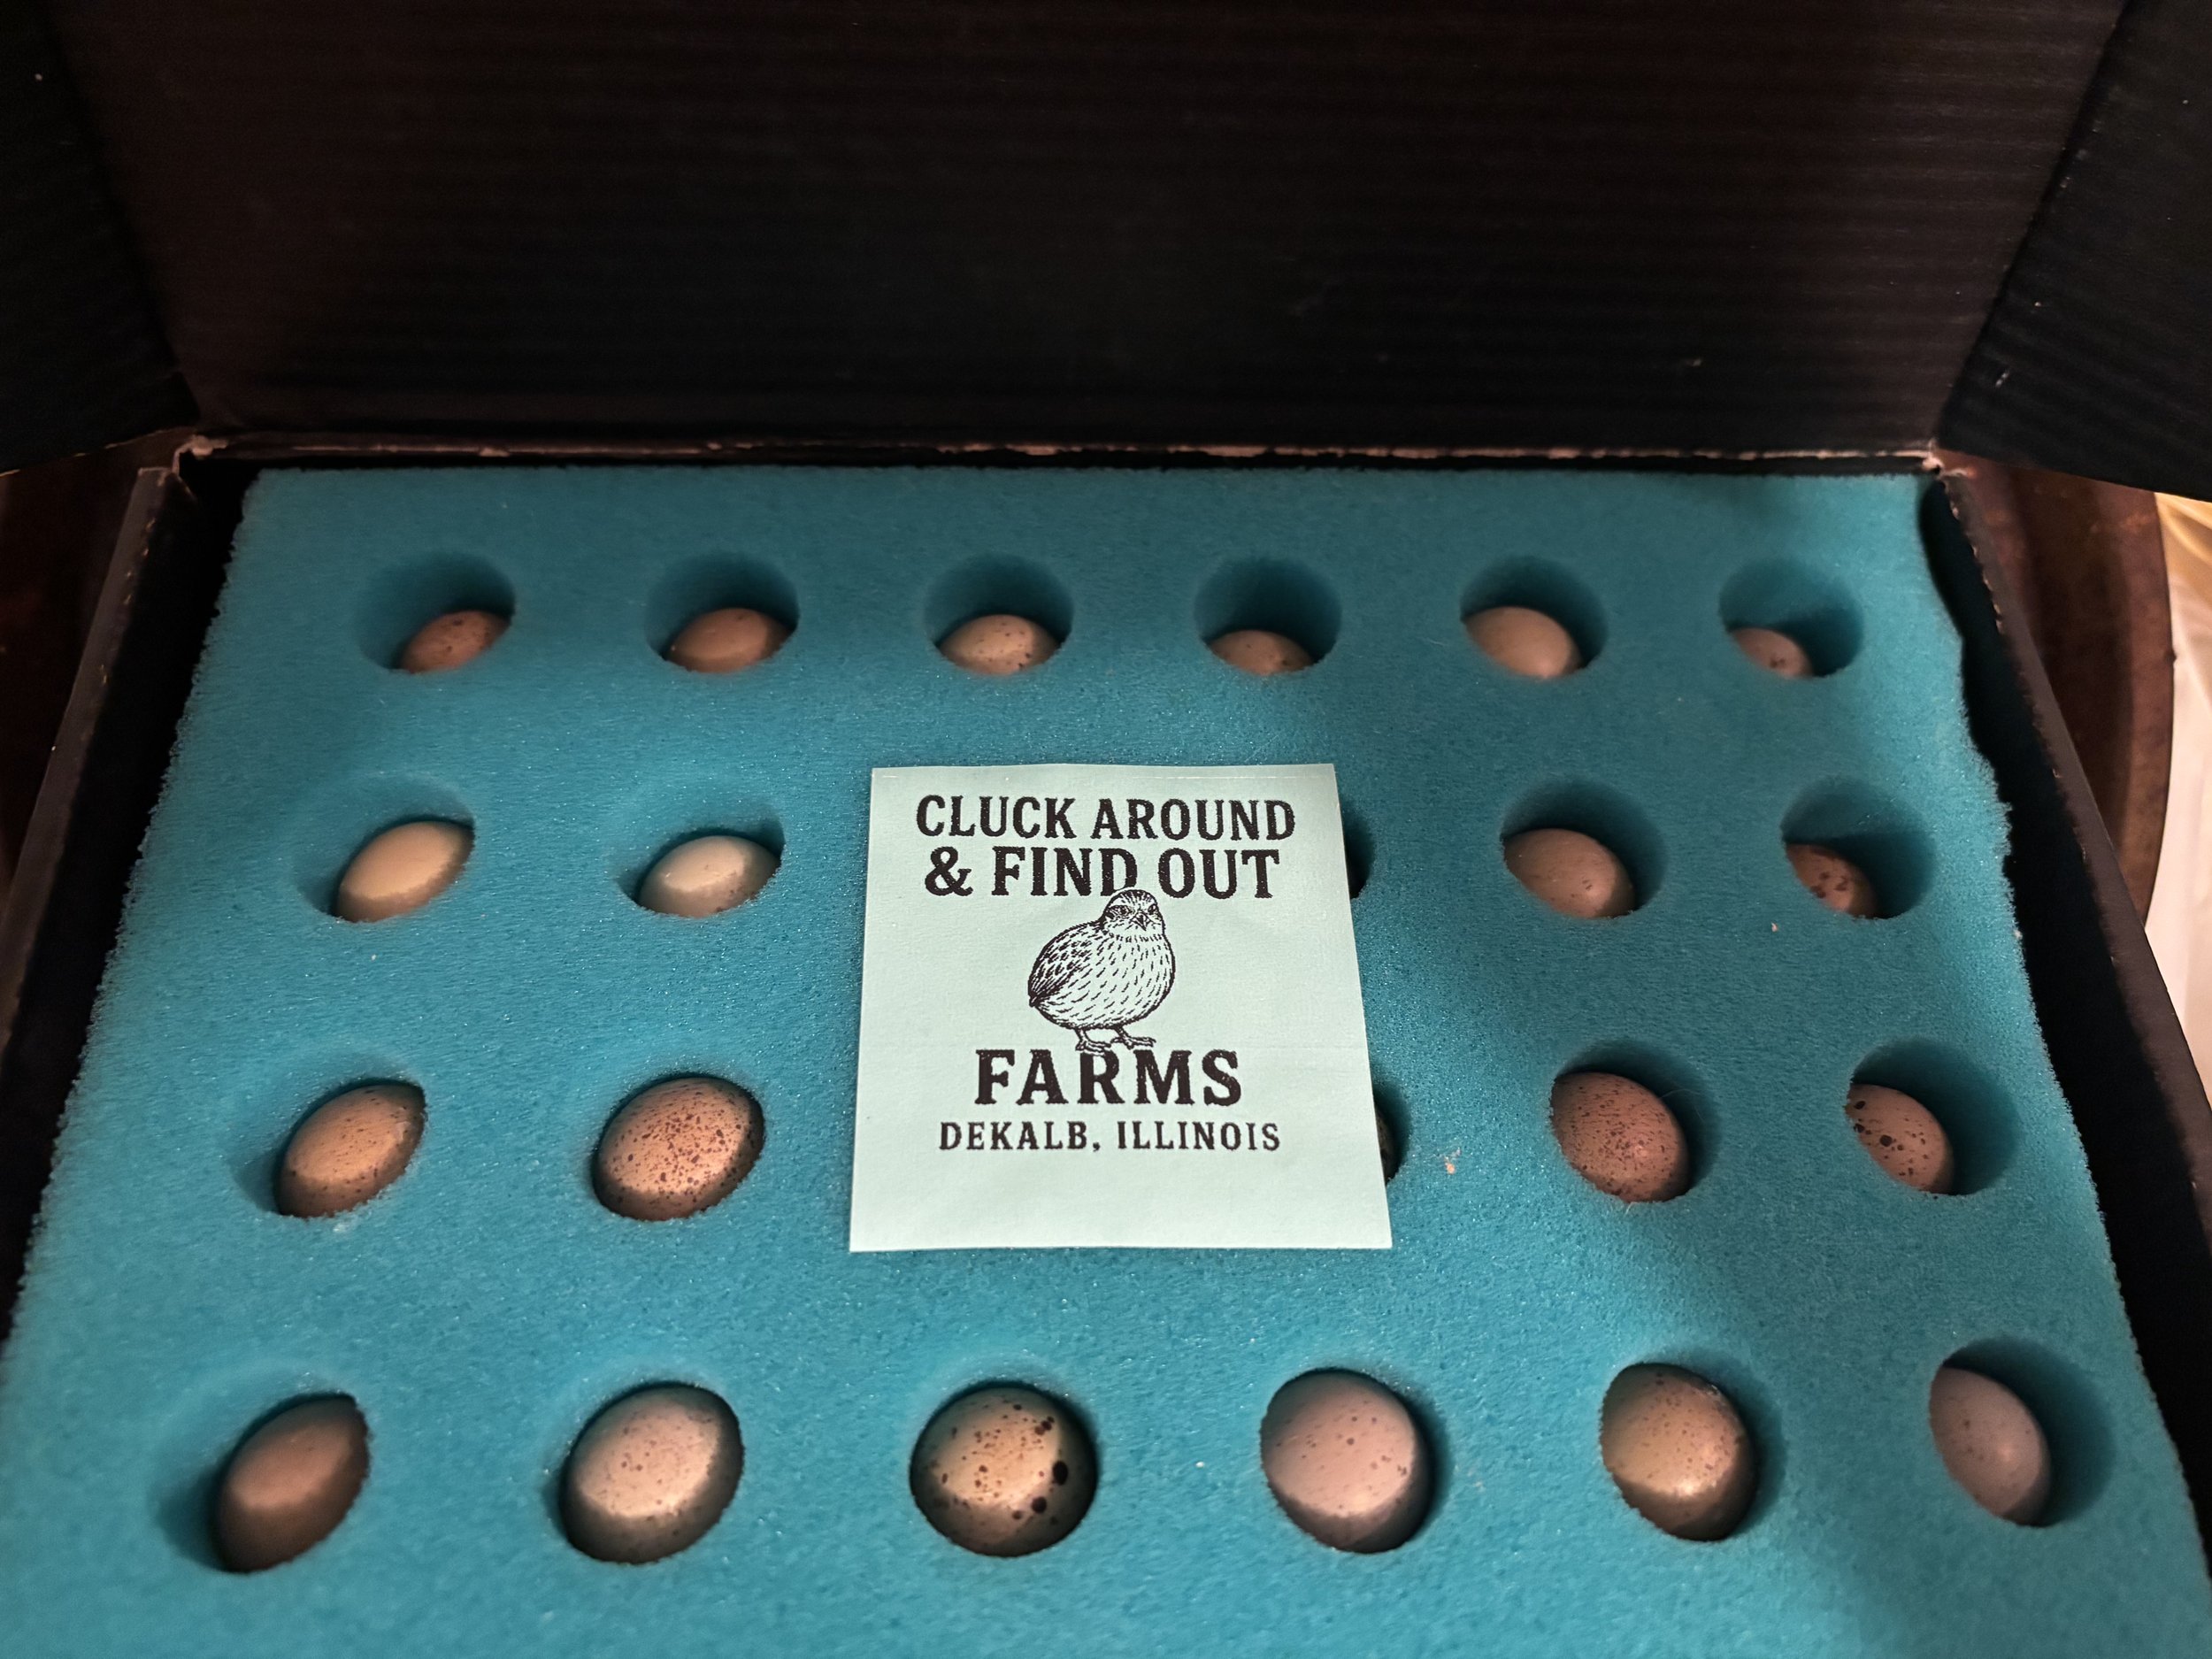 CLUCK AROUND
& FIND OUT
FARMS
DEKALB, ILLINOIS